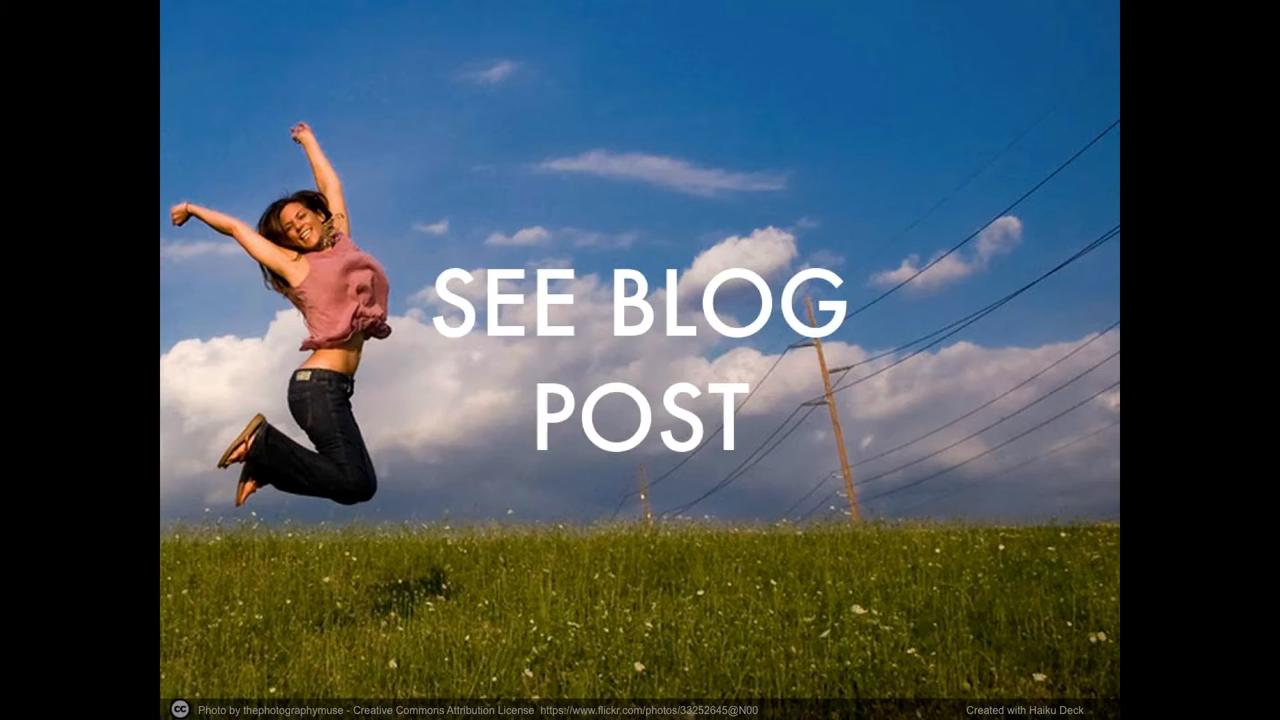 SEE BLOG
POST
Photo by thephotographymuse - Creative Commons Attribution License https://www.flickr.com/photos/33252645@N00
Created with Haiku Deck